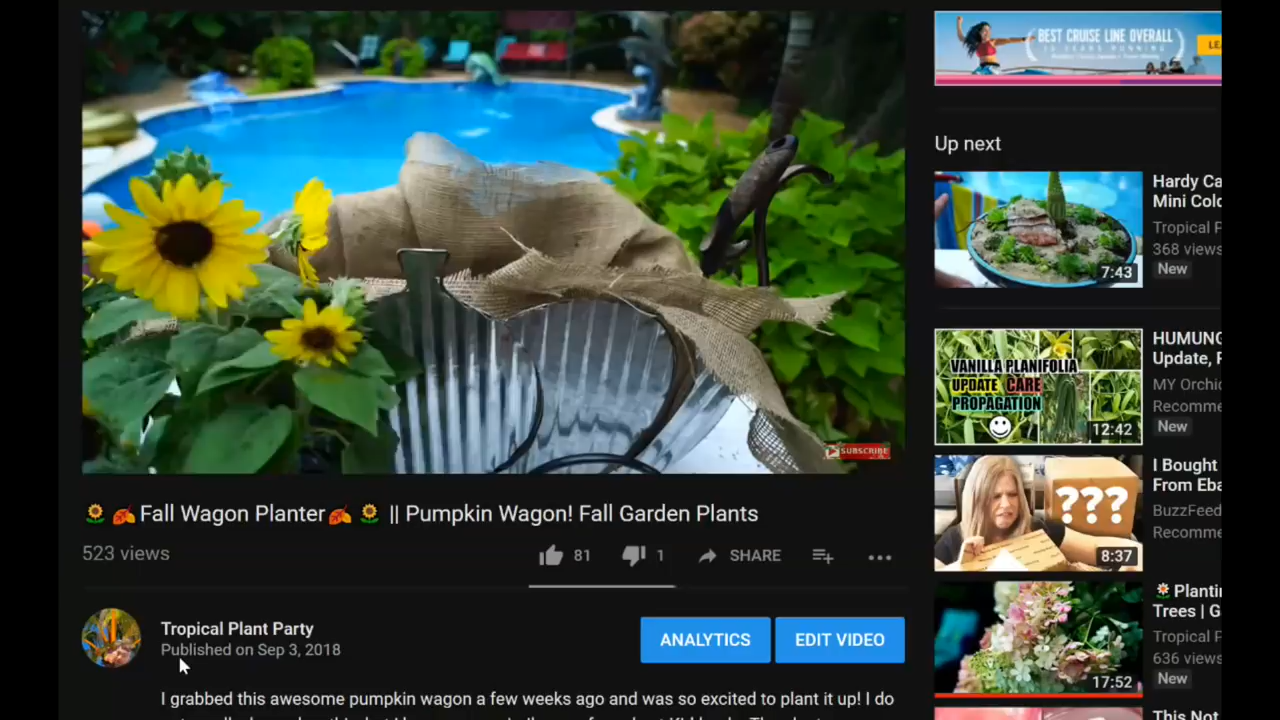 BEST CRUISE LINE OVERALL
Up next
Hardy Ca
Mini Cold
Tropical P
368 views
New
7:43
HUMUNG
Update, P
MY Orchid
Recomme
New
VANILLA PLANIFOLIA
UPDATE CARE
PROPAGATION
12:42
I Bought
From Eba
BuzzFeed
Recomme
???
8:37
🌻Plantin
Trees | G
Tropical P
636 views
New
17:52
This Not
SUBSCRIBE
🌻🍂Fall Wagon Planter🍂🌻 || Pumpkin Wagon! Fall Garden Plants
523 views
81 1 SHARE
Tropical Plant Party
Published on Sep 3, 2018
ANALYTICS EDIT VIDEO
I grabbed this awesome pumpkin wagon a few weeks ago and was so excited to plant it up! I do